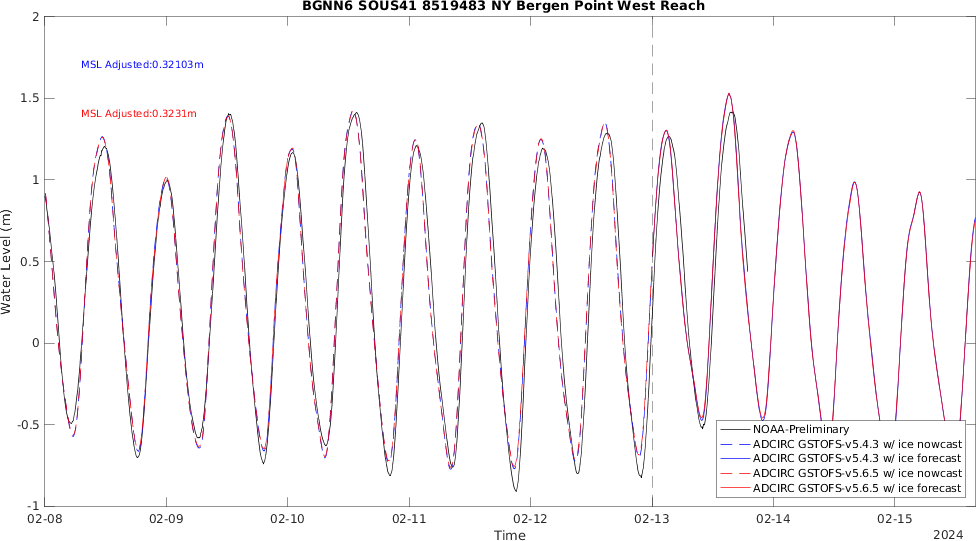 BGNN6 SOUS41 8519483 NY Bergen Point West Reach
2
1.5
1
0.5
0
-0.5
-1
Water Level (m)
MSL Adjusted:0.32103m
MSL Adjusted:0.3231m
NOAA-Preliminary
ADCIRC GSTOFS-v5.4.3 w/ ice nowcast
ADCIRC GSTOFS-v5.4.3 w/ ice forecast
ADCIRC GSTOFS-v5.6.5 w/ ice nowcast
ADCIRC GSTOFS-v5.6.5 w/ ice forecast
02-08 02-09 02-10 02-11 02-12 02-13 02-14 02-15
Time
2024